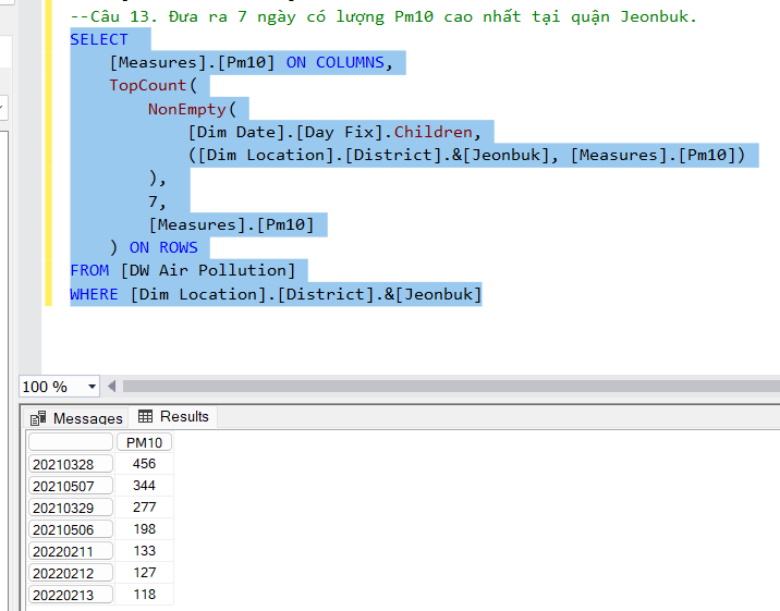 --Câu 13. Đưa ra 7 ngày có lượng Pm10 cao nhất tại quận Jeonbuk.
SELECT
[Measures].[Pm10] ON COLUMNS,
TopCount(
NonEmpty(
[Dim Date].[Day Fix].Children,
([Dim Location].[District].&[Jeonbuk], [Measures].[Pm10])
),
7,
[Measures].[Pm10]
) ON ROWS
FROM [DW Air Pollution]
WHERE [Dim Location].[District].&[Jeonbuk]
100 %
Messages Results
PM10
20210328 456
20210507 344
20210329 277
20210506 198
20220211 133
20220212 127
20220213 118